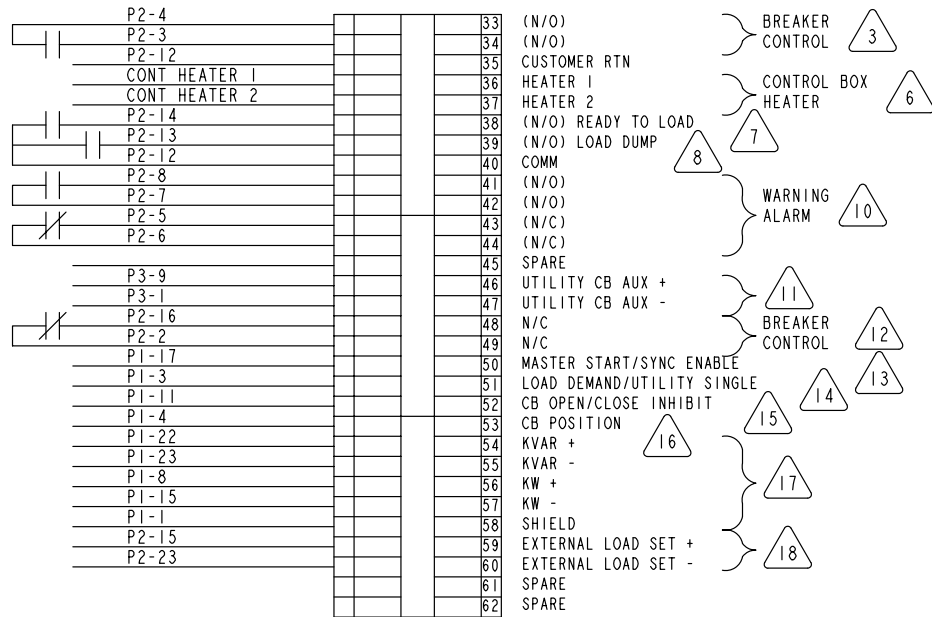 P2-4 33 (N/O) BREAKER
P2-3 34 (N/O) CONTROL 3
P2-12 35 CUSTOMER RTN
CONT HEATER 1 36 HEATER 1 CONTROL BOX
CONT HEATER 2 37 HEATER 2 HEATER 6
P2-14 38 (N/O) READY TO LOAD 7
P2-13 39 (N/O) LOAD DUMP 8
P2-12 40 COMM
P2-8 41 (N/O)
P2-7 42 (N/O) WARNING
P2-5 43 (N/C) ALARM 10
P2-6 44 (N/C)
45 SPARE
P3-9 46 UTILITY CB AUX +
P3-1 47 UTILITY CB AUX - 11
P2-16 48 N/C BREAKER
P2-2 49 N/C CONTROL 12
P1-17 50 MASTER START/SYNC ENABLE 13
P1-3 51 LOAD DEMAND/UTILITY SINGLE 14
P1-11 52 CB OPEN/CLOSE INHIBIT 15
P1-4 53 CB POSITION 16
P1-22 54 KVAR +
P1-23 55 KVAR -
P1-8 56 KW + 17
P1-15 57 KW -
P1-1 58 SHIELD
P2-15 59 EXTERNAL LOAD SET +
P2-23 60 EXTERNAL LOAD SET - 18
61 SPARE
62 SPARE